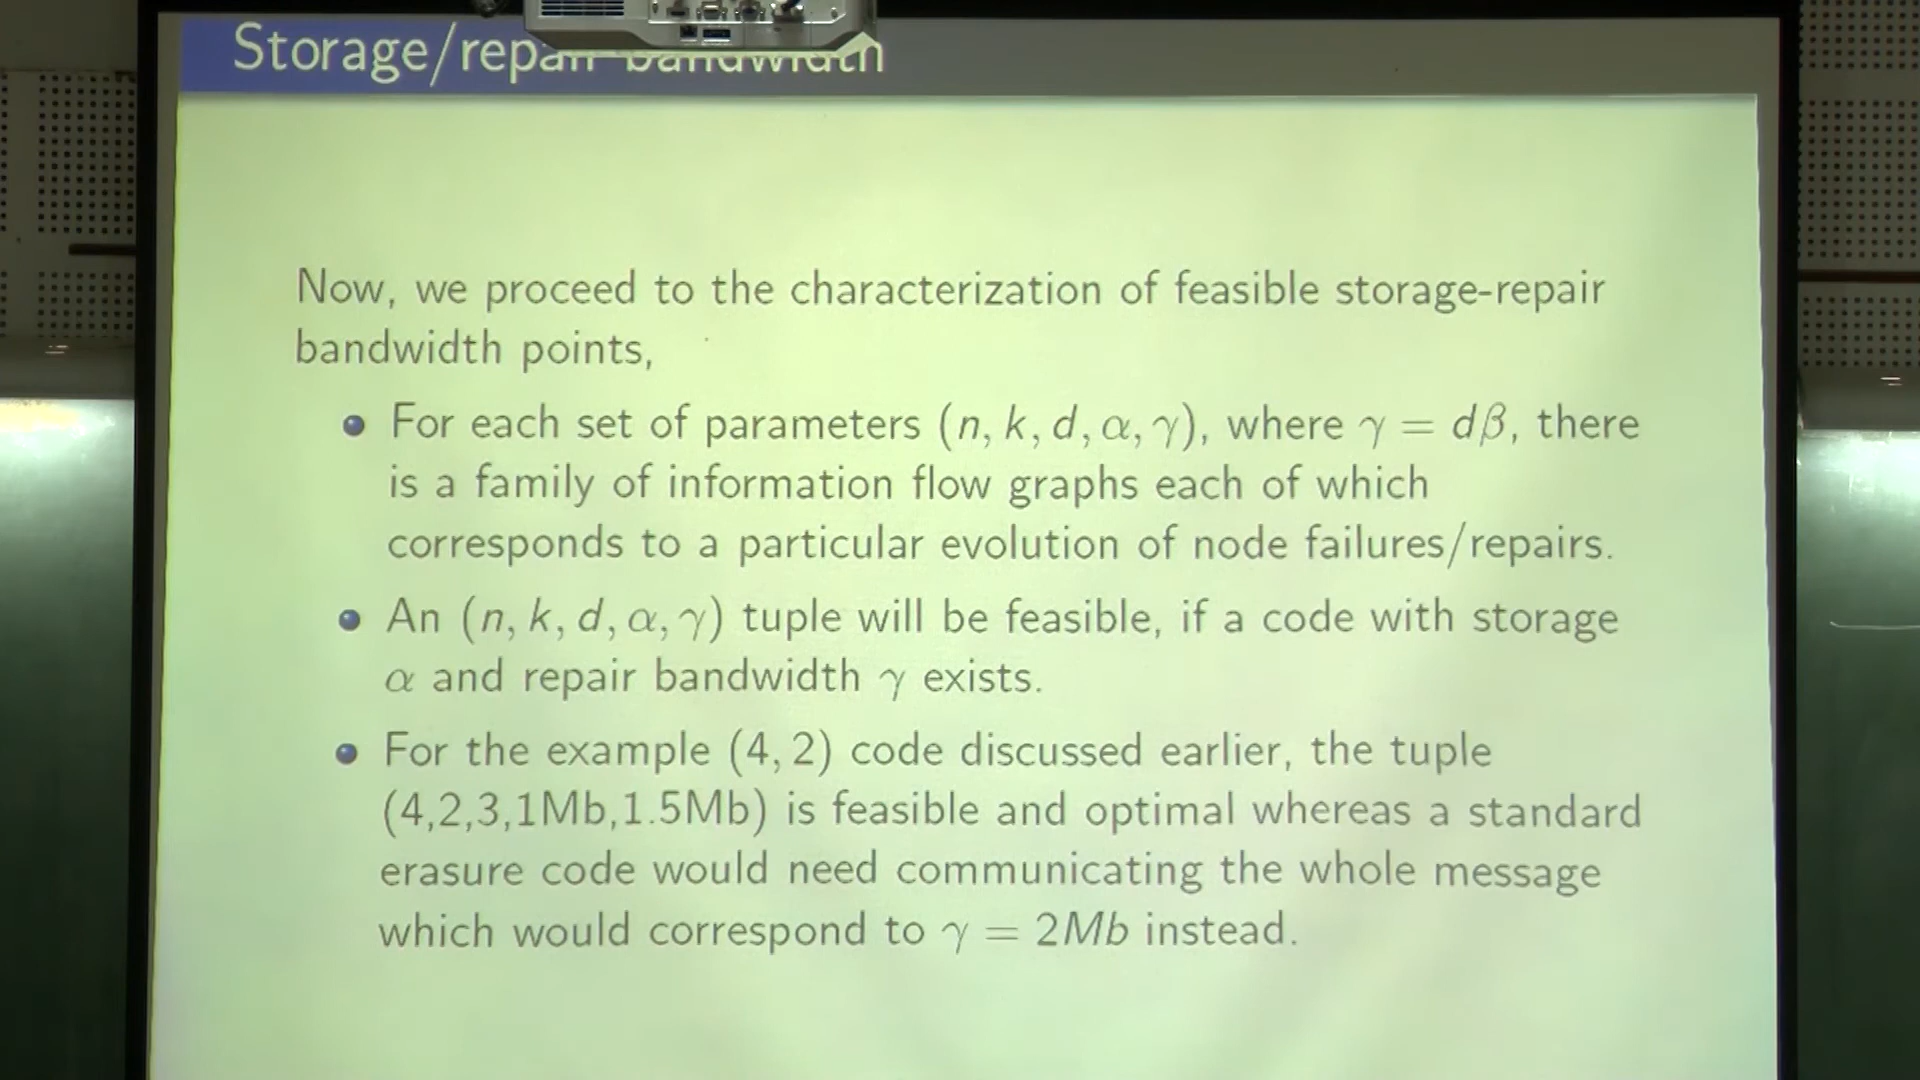 Storage/repair bandwidth
Now, we proceed to the characterization of feasible storage-repair
bandwidth points,
For each set of parameters (n, k, d, α, γ), where γ = dβ, there
is a family of information flow graphs each of which
corresponds to a particular evolution of node failures/repairs.
An (n, k, d, α, γ) tuple will be feasible, if a code with storage
α and repair bandwidth γ exists.
For the example (4, 2) code discussed earlier, the tuple
(4,2,3,1Mb,1.5Mb) is feasible and optimal whereas a standard
erasure code would need communicating the whole message
which would correspond to γ = 2Mb instead.